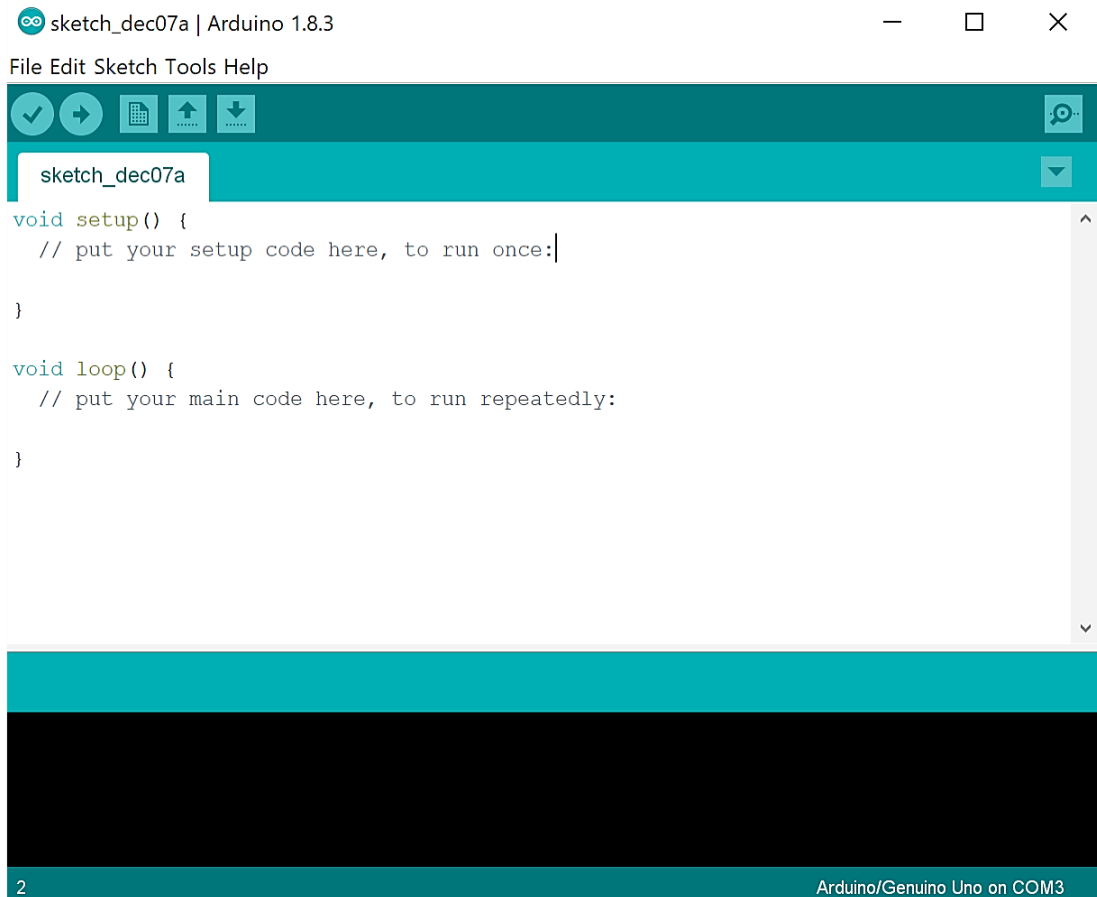 sketch_dec07a | Arduino 1.8.3
File Edit Sketch Tools Help
sketch_dec07a
void setup() {
  // put your setup code here, to run once:
}
void loop() {
  // put your main code here, to run repeatedly:
}
2 Arduino/Genuino Uno on COM3